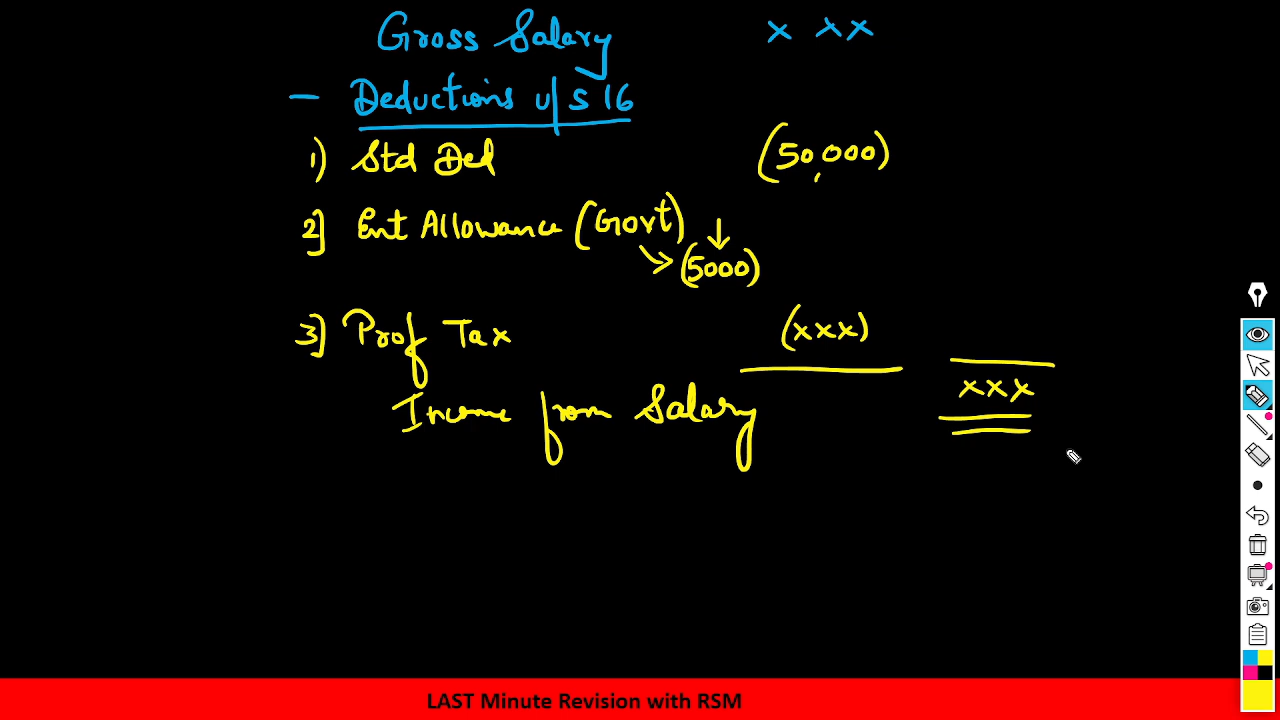 Gross Salary x xx
– Deductions u/s 16
1) Std Ded (50,000)
2] Ent Allowance (Govt)
(5000)
3] Prof Tax (xxx)
Income from Salary xxx
LAST Minute Revision with RSM